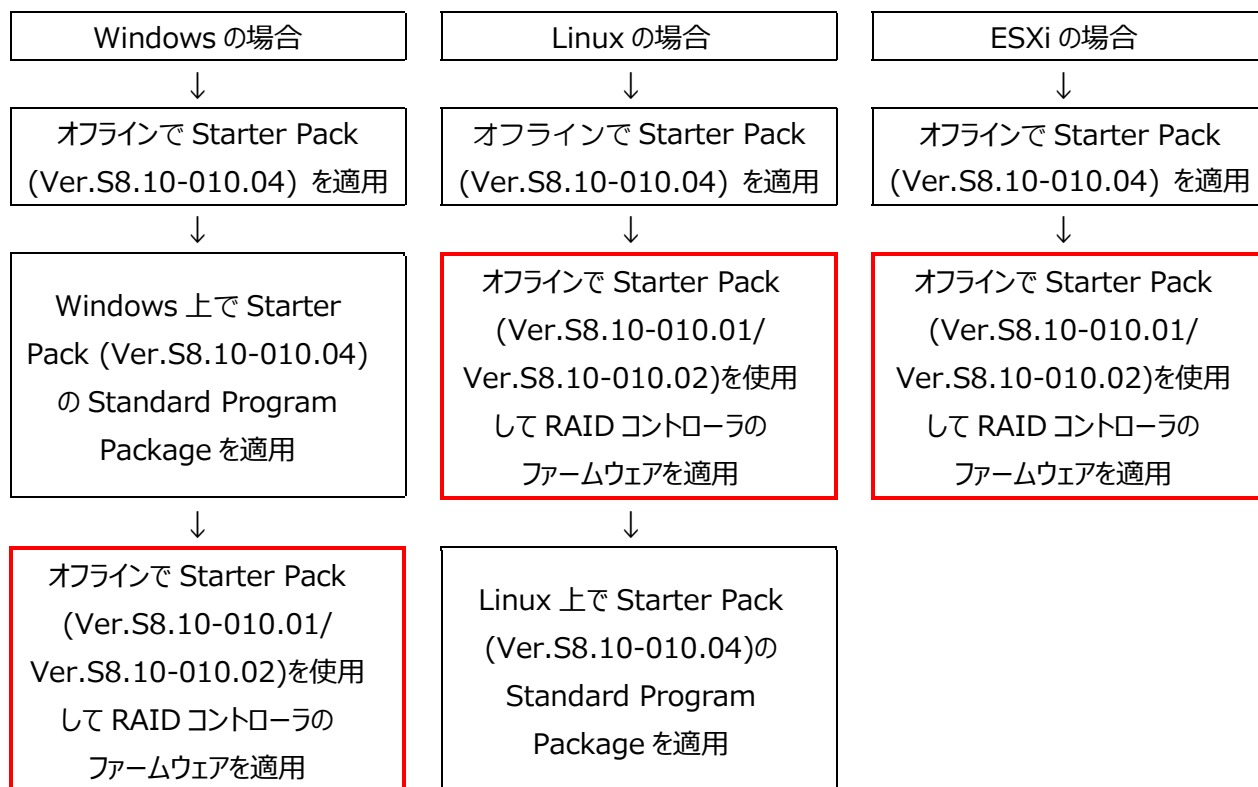 Windows の場合
↓
オフラインで Starter Pack
(Ver.S8.10-010.04) を適用
↓
Windows 上で Starter
Pack (Ver.S8.10-010.04)
の Standard Program
Package を適用
↓
オフラインで Starter Pack
(Ver.S8.10-010.01/
Ver.S8.10-010.02)を使用
して RAID コントローラの
ファームウェアを適用
Linux の場合
↓
オフラインで Starter Pack
(Ver.S8.10-010.04) を適用
↓
オフラインで Starter Pack
(Ver.S8.10-010.01/
Ver.S8.10-010.02)を使用
して RAID コントローラの
ファームウェアを適用
↓
Linux 上で Starter Pack
(Ver.S8.10-010.04)の
Standard Program
Package を適用
ESXi の場合
↓
オフラインで Starter Pack
(Ver.S8.10-010.04) を適用
↓
オフラインで Starter Pack
(Ver.S8.10-010.01/
Ver.S8.10-010.02)を使用
して RAID コントローラの
ファームウェアを適用